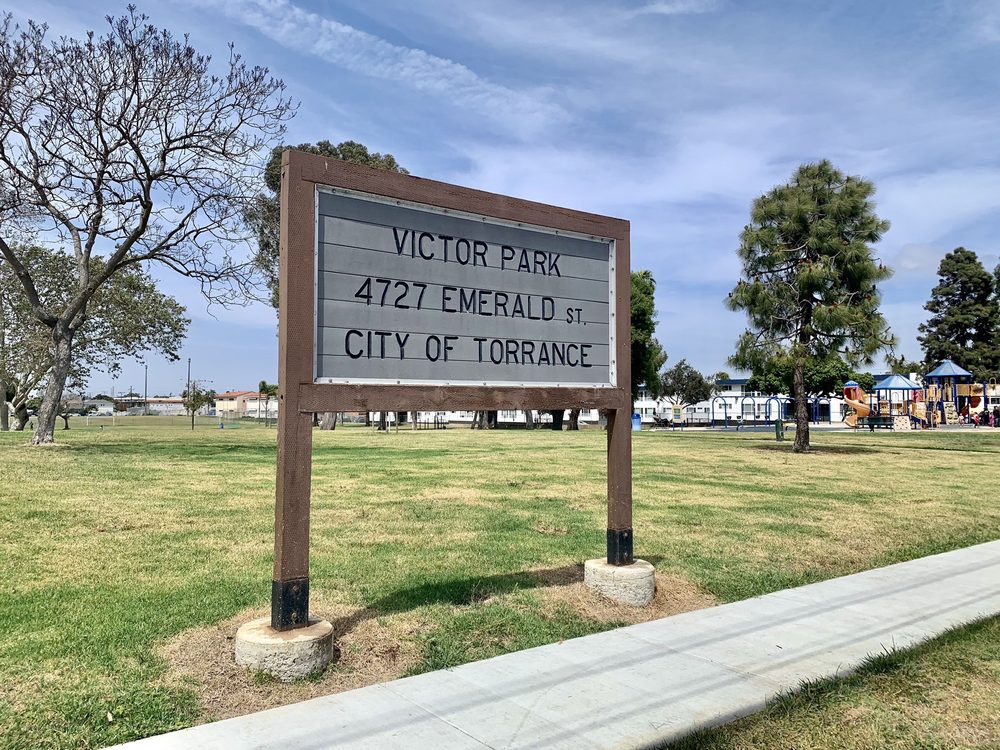 VICTOR PARK
4727 EMERALD ST.
CITY OF TORRANCE